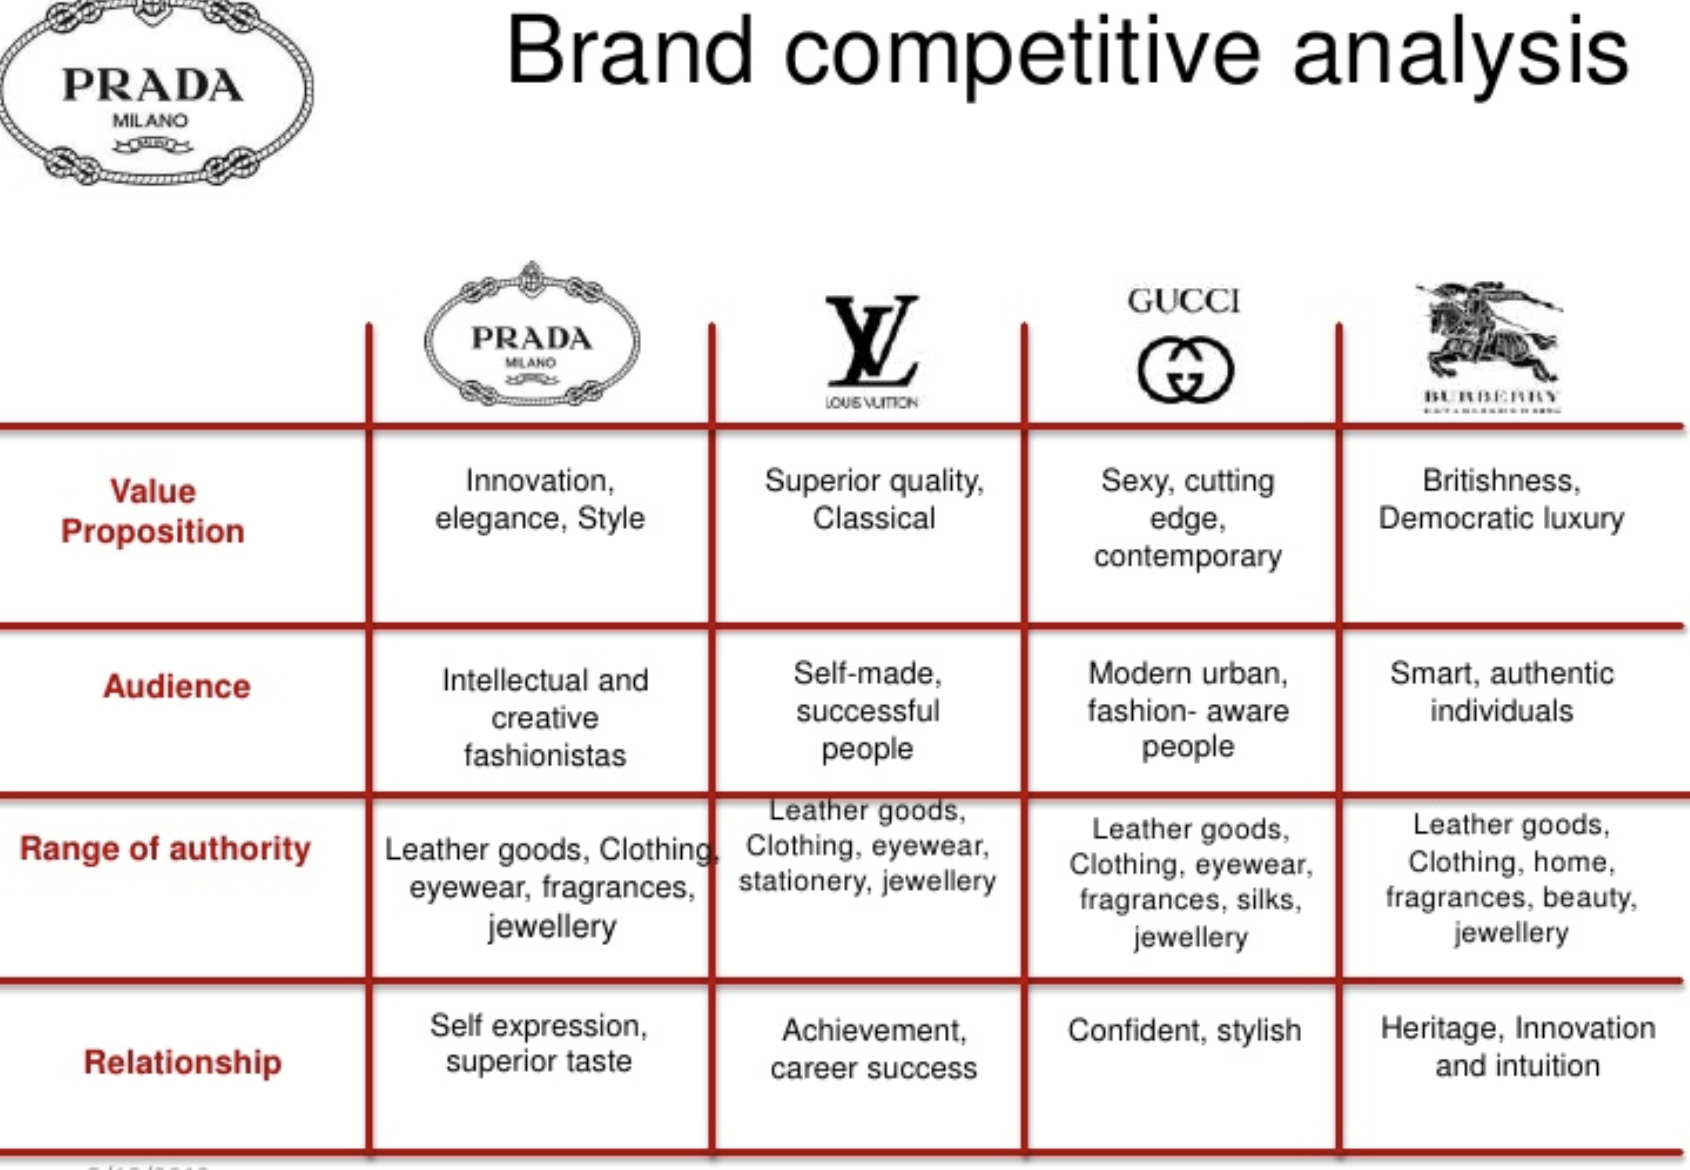 Brand competitive analysis
PRADA
MILANO
PRADA
MILANO
LOUIS VUITTON
GUCCI
BURBERRY
Value
Proposition
Innovation,
elegance, Style
Superior quality,
Classical
Sexy, cutting
edge,
contemporary
Britishness,
Democratic luxury
Audience
Intellectual and
creative
fashionistas
Self-made,
successful
people
Modern urban,
fashion- aware
people
Smart, authentic
individuals
Range of authority
Leather goods, Clothing,
eyewear, fragrances,
jewellery
Leather goods,
Clothing, eyewear,
stationery, jewellery
Leather goods,
Clothing, eyewear,
fragrances, silks,
jewellery
Leather goods,
Clothing, home,
fragrances, beauty,
jewellery
Relationship
Self expression,
superior taste
Achievement,
career success
Confident, stylish
Heritage, Innovation
and intuition